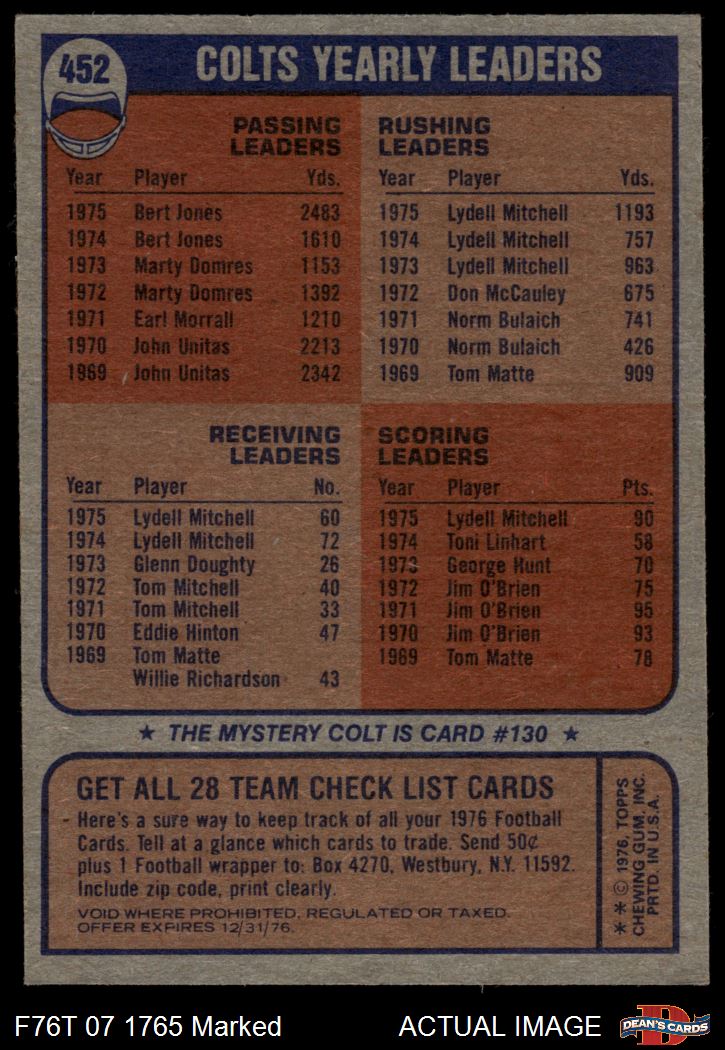 452
COLTS YEARLY LEADERS
PASSING
LEADERS
Year Player Yds.
1975 Bert Jones 2483
1974 Bert Jones 1610
1973 Marty Domres 1153
1972 Marty Domres 1392
1971 Earl Morrall 1210
1970 John Unitas 2213
1969 John Unitas 2342
RUSHING
LEADERS
Year Player Yds.
1975 Lydell Mitchell 1193
1974 Lydell Mitchell 757
1973 Lydell Mitchell 963
1972 Don McCauley 675
1971 Norm Bulaich 741
1970 Norm Bulaich 426
1969 Tom Matte 909
RECEIVING
LEADERS
Year Player No.
1975 Lydell Mitchell 60
1974 Lydell Mitchell 72
1973 Glenn Doughty 26
1972 Tom Mitchell 40
1971 Tom Mitchell 33
1970 Eddie Hinton 47
1969 Tom Matte
Willie Richardson 43
SCORING
LEADERS
Year Player Pts.
1975 Lydell Mitchell 90
1974 Toni Linhart 58
1973 George Hunt 70
1972 Jim O'Brien 75
1971 Jim O'Brien 95
1970 Jim O'Brien 93
1969 Tom Matte 78
★ THE MYSTERY COLT IS CARD #130 ★
GET ALL 28 TEAM CHECK LIST CARDS
Here's a sure way to keep track of all your 1976 Football
Cards. Tell at a glance which cards to trade. Send 50¢
plus 1 Football wrapper to: Box 4270, Westbury, N.Y. 11592.
Include zip code, print clearly.
VOID WHERE PROHIBITED, REGULATED OR TAXED.
OFFER EXPIRES 12/31/76.
★ ★ © 1976, TOPPS
CHEWING GUM, INC.
PRTD. IN U.S.A.
F76T 07 1765 Marked
ACTUAL IMAGE
D
DEAN'S CARDS